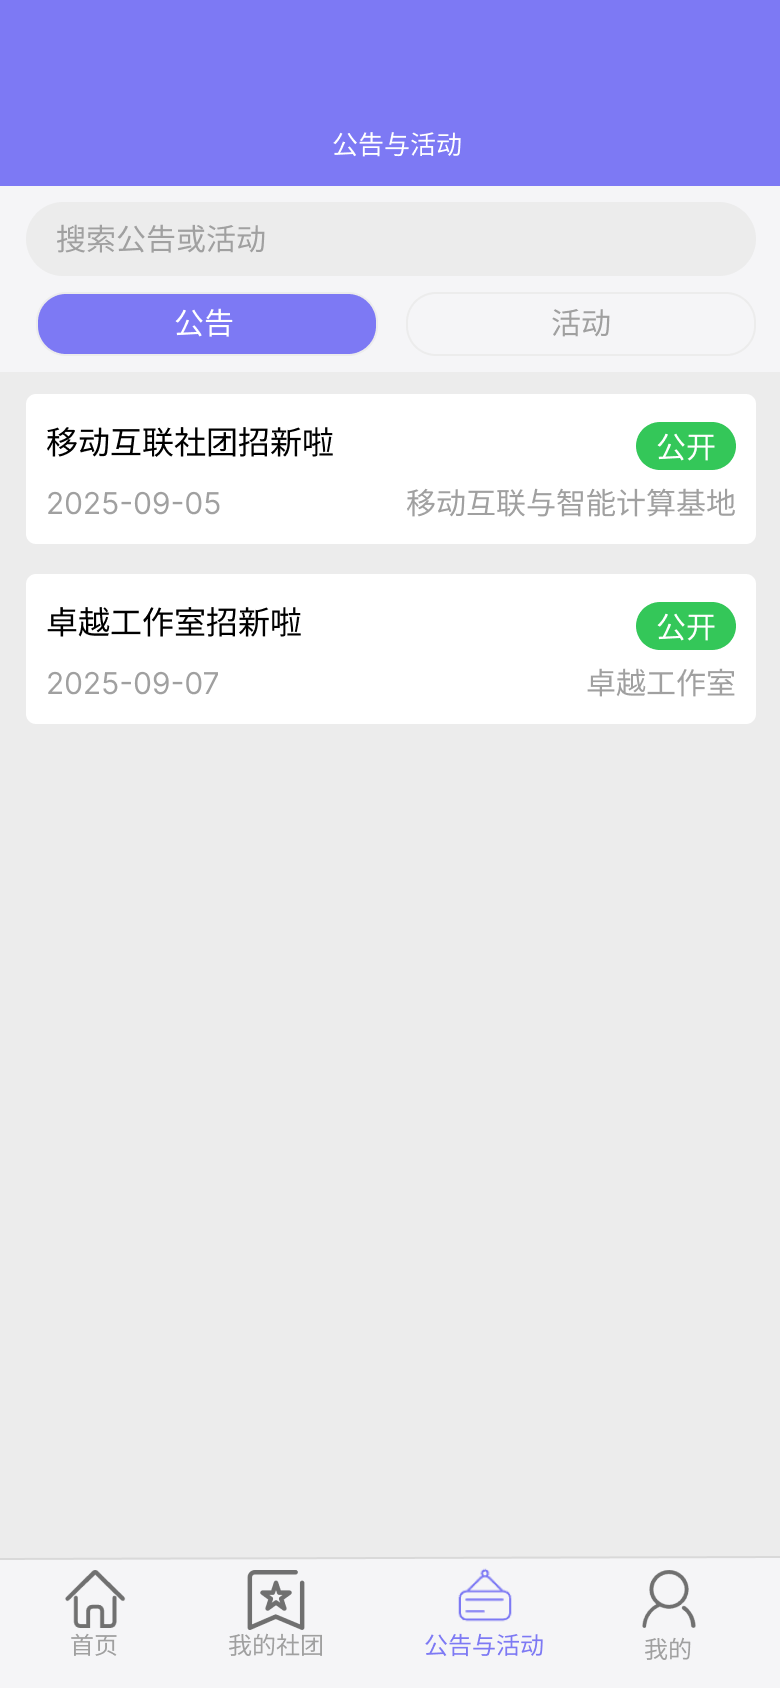 公告与活动
搜索公告或活动
公告 活动
移动互联社团招新啦 公开
2025-09-05 移动互联与智能计算基地
卓越工作室招新啦 公开
2025-09-07 卓越工作室
首页 我的社团 公告与活动 我的